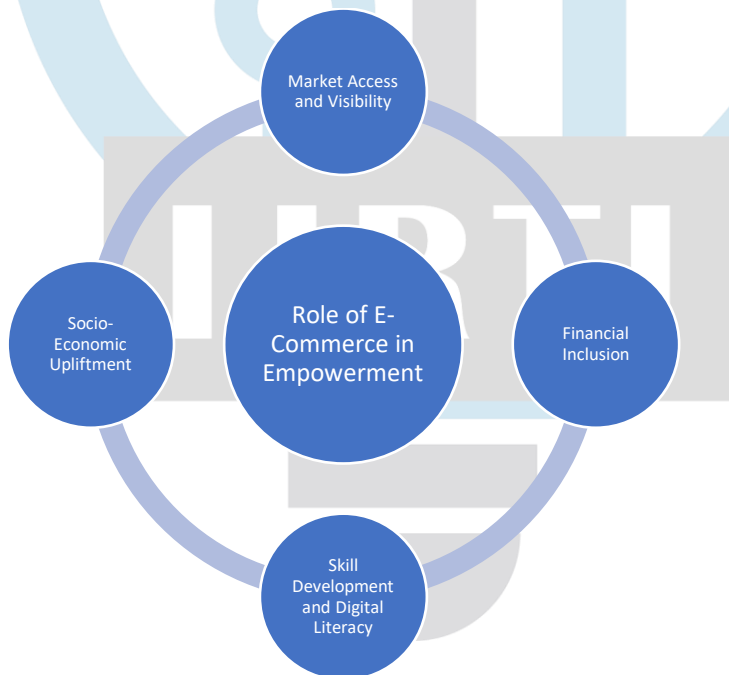 Market Access
and Visibility
Role of E-
Commerce in
Empowerment
Socio-
Economic
Upliftment
Financial
Inclusion
Skill
Development
and Digital
Literacy